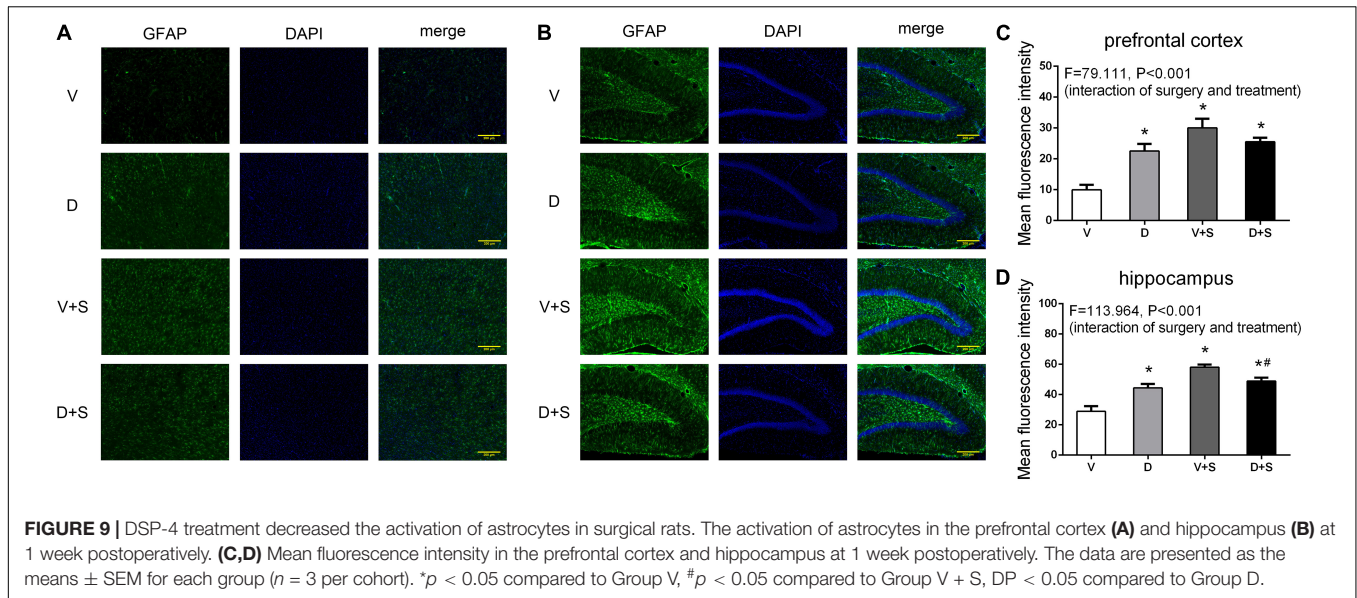 A
GFAP DAPI merge
V
D
V+S
D+S
B
GFAP DAPI merge
V
D
V+S
D+S
C
prefrontal cortex
F=79.111, P<0.001
(interaction of surgery and treatment)
Mean fluorescence intensity
50
40
30
20
10
0
* * *
V D V+S D+S
D
hippocampus
F=113.964, P<0.001
(interaction of surgery and treatment)
Mean fluorescence intensity
100
80
60
40
20
0
* * *#
V D V+S D+S
FIGURE 9 | DSP-4 treatment decreased the activation of astrocytes in surgical rats. The activation of astrocytes in the prefrontal cortex (A) and hippocampus (B) at
1 week postoperatively. (C,D) Mean fluorescence intensity in the prefrontal cortex and hippocampus at 1 week postoperatively. The data are presented as the
means ± SEM for each group (n = 3 per cohort). *p < 0.05 compared to Group V, #p < 0.05 compared to Group V + S, DP < 0.05 compared to Group D.